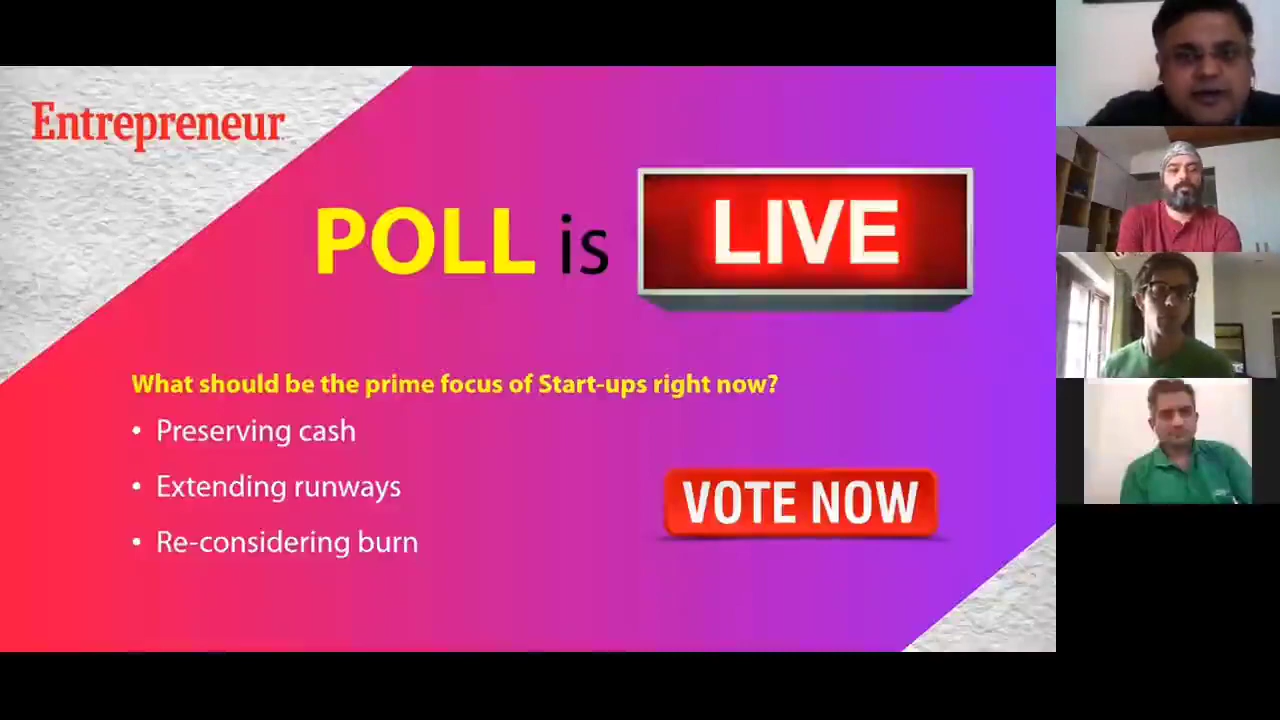 Entrepreneur
POLL is LIVE
What should be the prime focus of Start-ups right now?
• Preserving cash
• Extending runways
• Re-considering burn
VOTE NOW